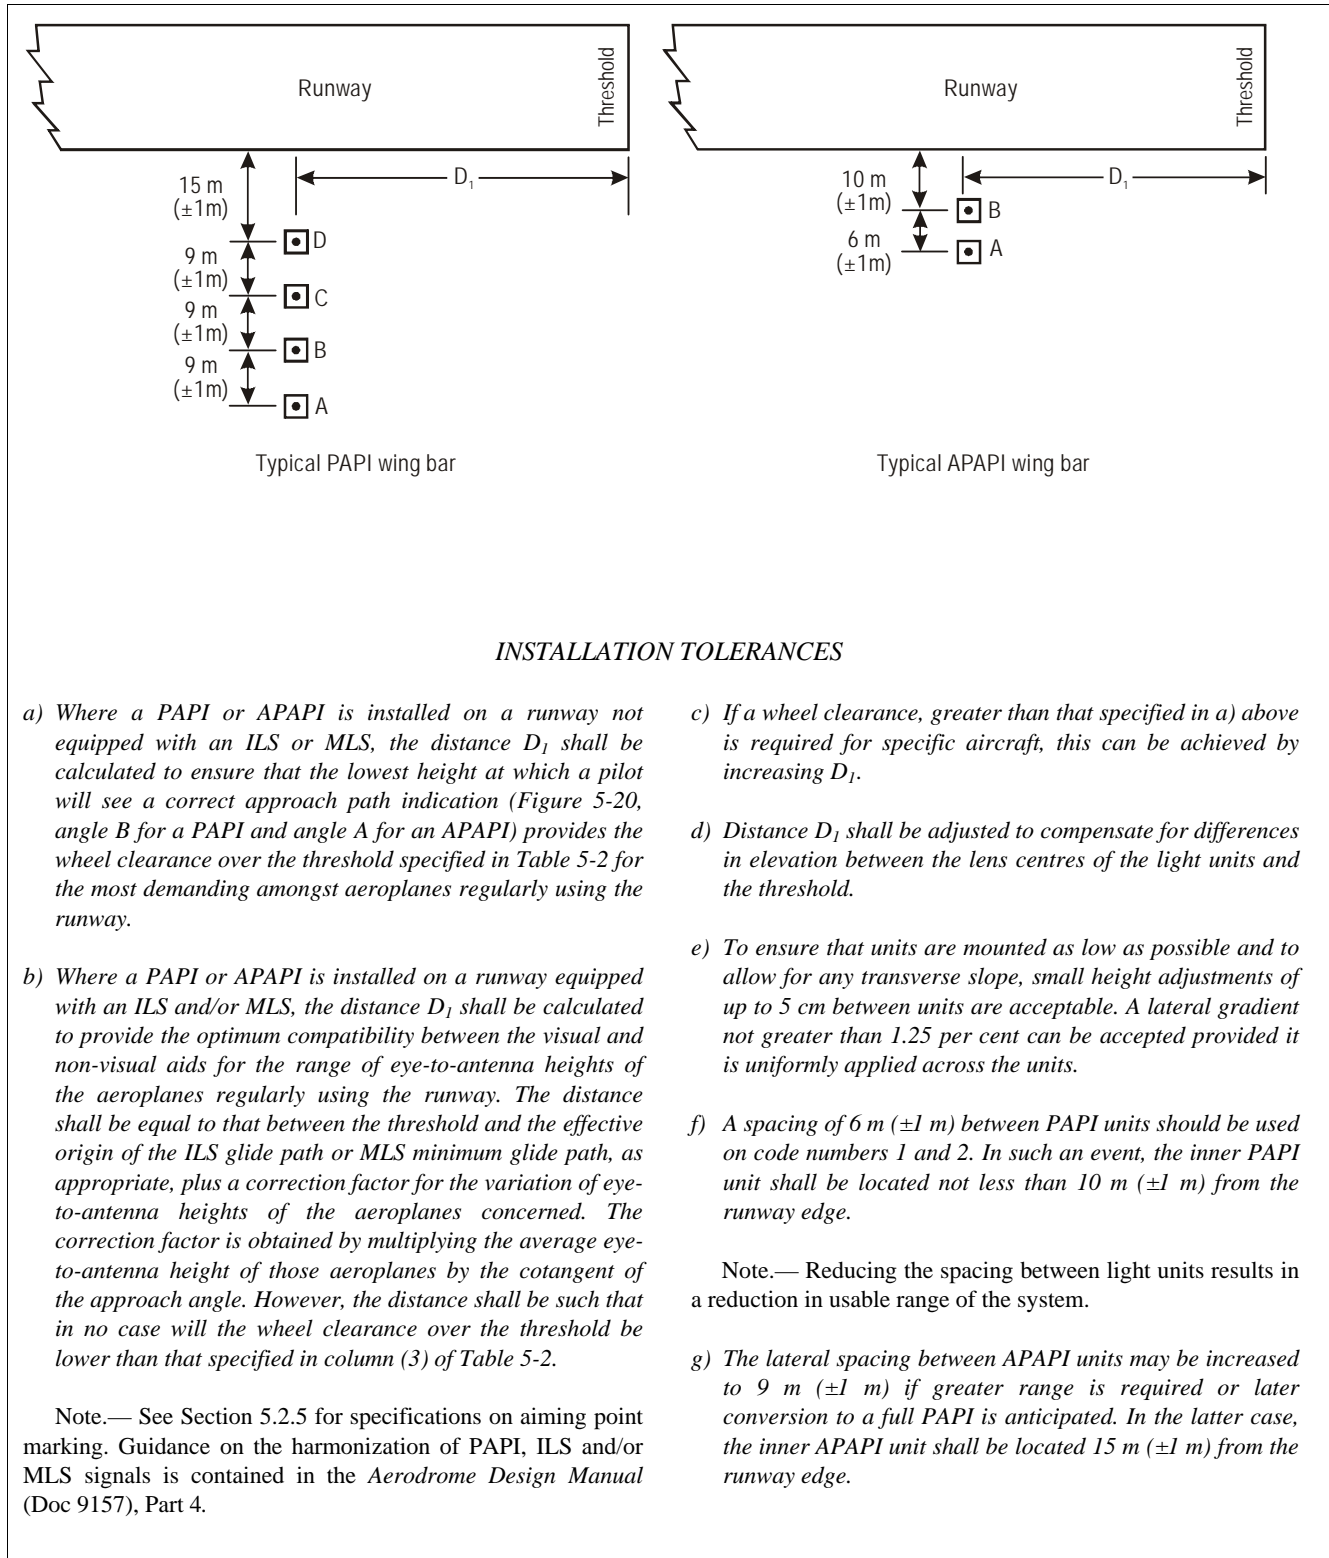 Runway
Threshold
15 m
(±1m)
D1
D
9 m
(±1m)
C
9 m
(±1m)
B
9 m
(±1m)
A
Typical PAPI wing bar
Runway
Threshold
10 m
(±1m)
D1
B
6 m
(±1m)
A
Typical APAPI wing bar
INSTALLATION TOLERANCES
a) Where a PAPI or APAPI is installed on a runway not
equipped with an ILS or MLS, the distance D1 shall be
calculated to ensure that the lowest height at which a pilot
will see a correct approach path indication (Figure 5-20,
angle B for a PAPI and angle A for an APAPI) provides the
wheel clearance over the threshold specified in Table 5-2 for
the most demanding amongst aeroplanes regularly using the
runway.
b) Where a PAPI or APAPI is installed on a runway equipped
with an ILS and/or MLS, the distance D1 shall be calculated
to provide the optimum compatibility between the visual and
non-visual aids for the range of eye-to-antenna heights of
the aeroplanes regularly using the runway. The distance
shall be equal to that between the threshold and the effective
origin of the ILS glide path or MLS minimum glide path, as
appropriate, plus a correction factor for the variation of eye-
to-antenna heights of the aeroplanes concerned. The
correction factor is obtained by multiplying the average eye-
to-antenna height of those aeroplanes by the cotangent of
the approach angle. However, the distance shall be such that
in no case will the wheel clearance over the threshold be
lower than that specified in column (3) of Table 5-2.
Note.— See Section 5.2.5 for specifications on aiming point
marking. Guidance on the harmonization of PAPI, ILS and/or
MLS signals is contained in the Aerodrome Design Manual
(Doc 9157), Part 4.
c) If a wheel clearance, greater than that specified in a) above
is required for specific aircraft, this can be achieved by
increasing D1.
d) Distance D1 shall be adjusted to compensate for differences
in elevation between the lens centres of the light units and
the threshold.
e) To ensure that units are mounted as low as possible and to
allow for any transverse slope, small height adjustments of
up to 5 cm between units are acceptable. A lateral gradient
not greater than 1.25 per cent can be accepted provided it
is uniformly applied across the units.
f) A spacing of 6 m (±1 m) between PAPI units should be used
on code numbers 1 and 2. In such an event, the inner PAPI
unit shall be located not less than 10 m (±1 m) from the
runway edge.
Note.— Reducing the spacing between light units results in
a reduction in usable range of the system.
g) The lateral spacing between APAPI units may be increased
to 9 m (±1 m) if greater range is required or later
conversion to a full PAPI is anticipated. In the latter case,
the inner APAPI unit shall be located 15 m (±1 m) from the
runway edge.